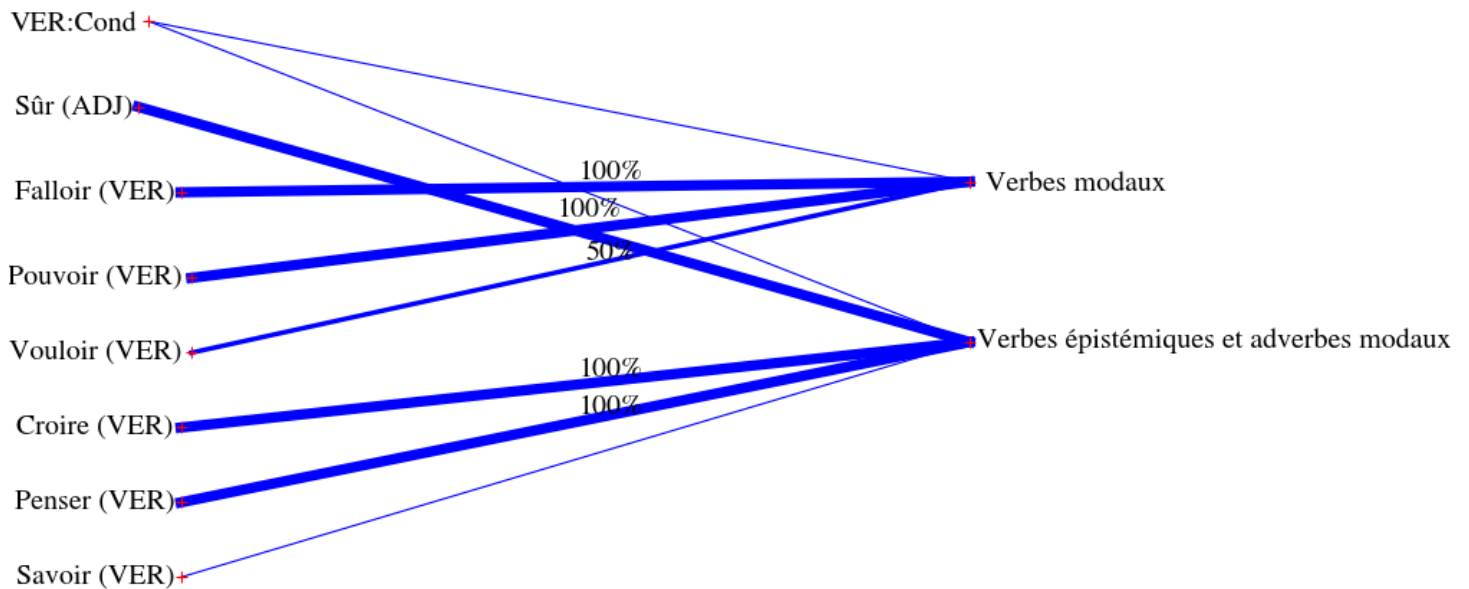 VER:Cond
Sûr (ADJ)
100%
Verbes modaux
Falloir (VER)
100%
50%
Pouvoir (VER)
Verbes épistémiques et adverbes modaux
Vouloir (VER)
100%
100%
Croire (VER)
Penser (VER)
Savoir (VER)